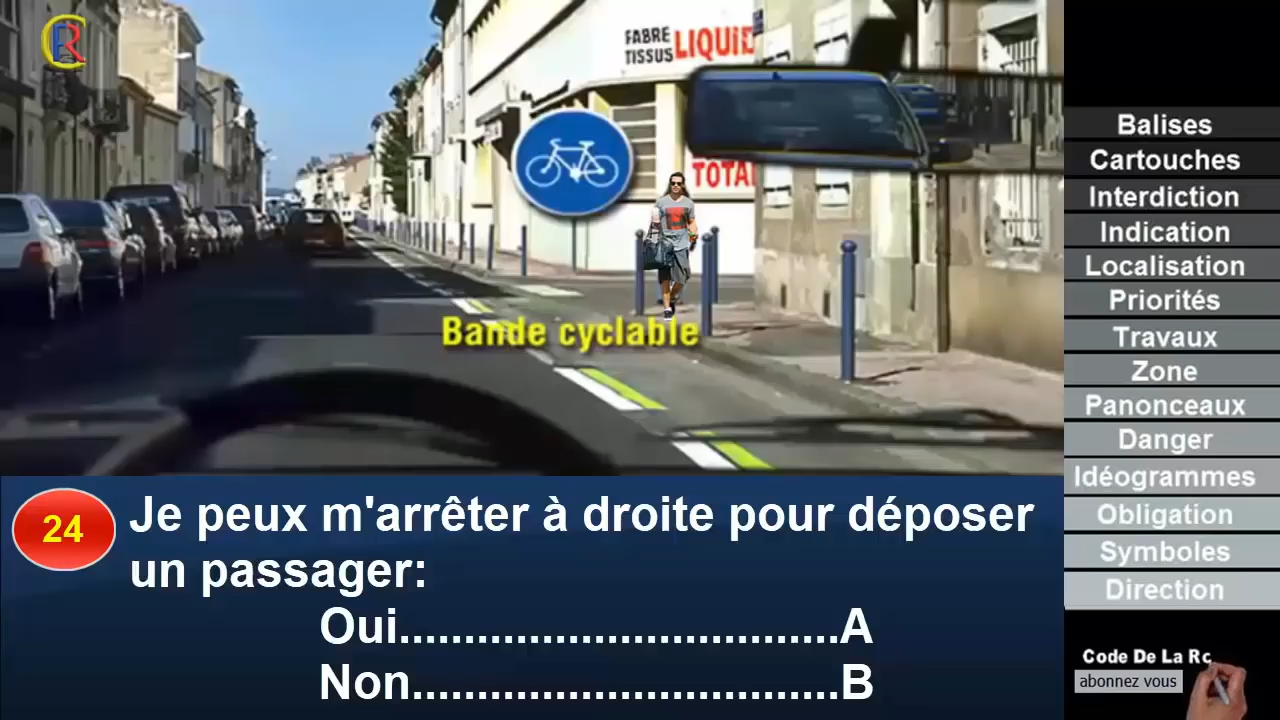 FABRE
TISSUS
LIQUID
TOTAL
Bande cyclable
24
Je peux m'arrêter à droite pour déposer
un passager:
Oui..................................A
Non.................................B
Balises
Cartouches
Interdiction
Indication
Localisation
Priorités
Travaux
Zone
Panonceaux
Danger
Idéogrammes
Obligation
Symboles
Direction
Code De La Ro
abonnez vous